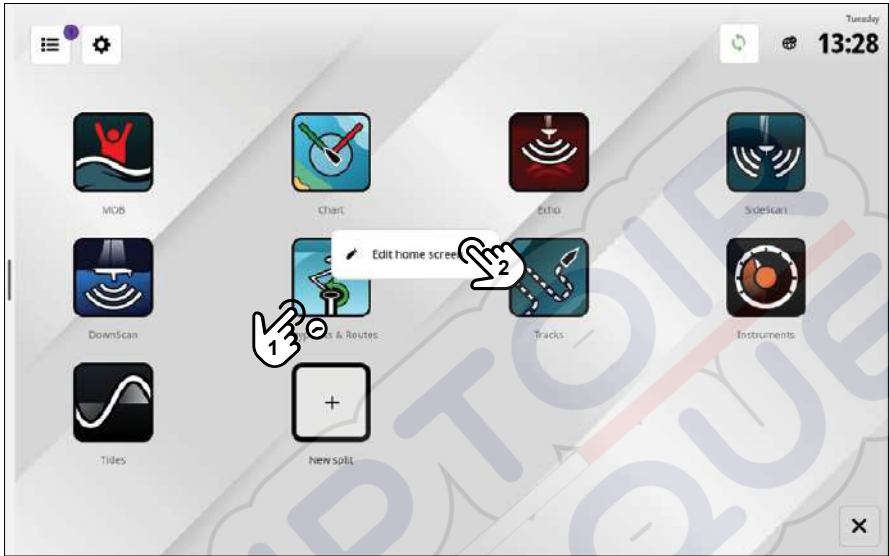 Tuesday
13:28
MOB
Chart
Echo
SideScan
Edit home screen
2
DownScan
1
& Routes
Tracks
Instruments
Tides
New split